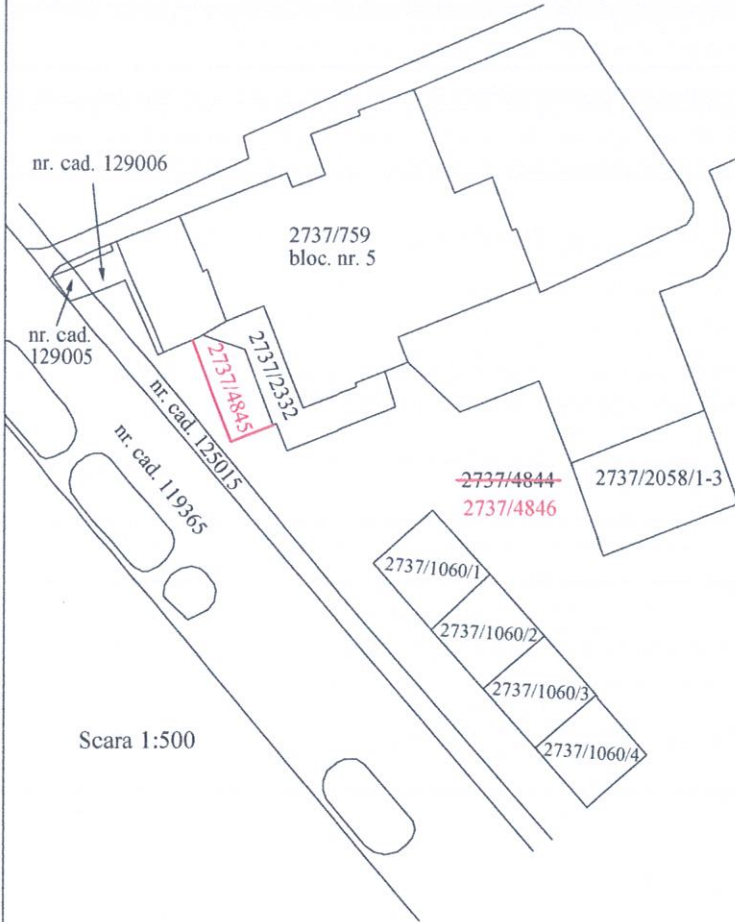 nr. cad. 129006
2737/759
bloc. nr. 5
nr. cad.
129005
2737/4845
2737/2332
nr. cad. 125015
nr. cad. 119365
2737/4844
2737/4846
2737/2058/1-3
2737/1060/1
2737/1060/2
2737/1060/3
2737/1060/4
Scara 1:500